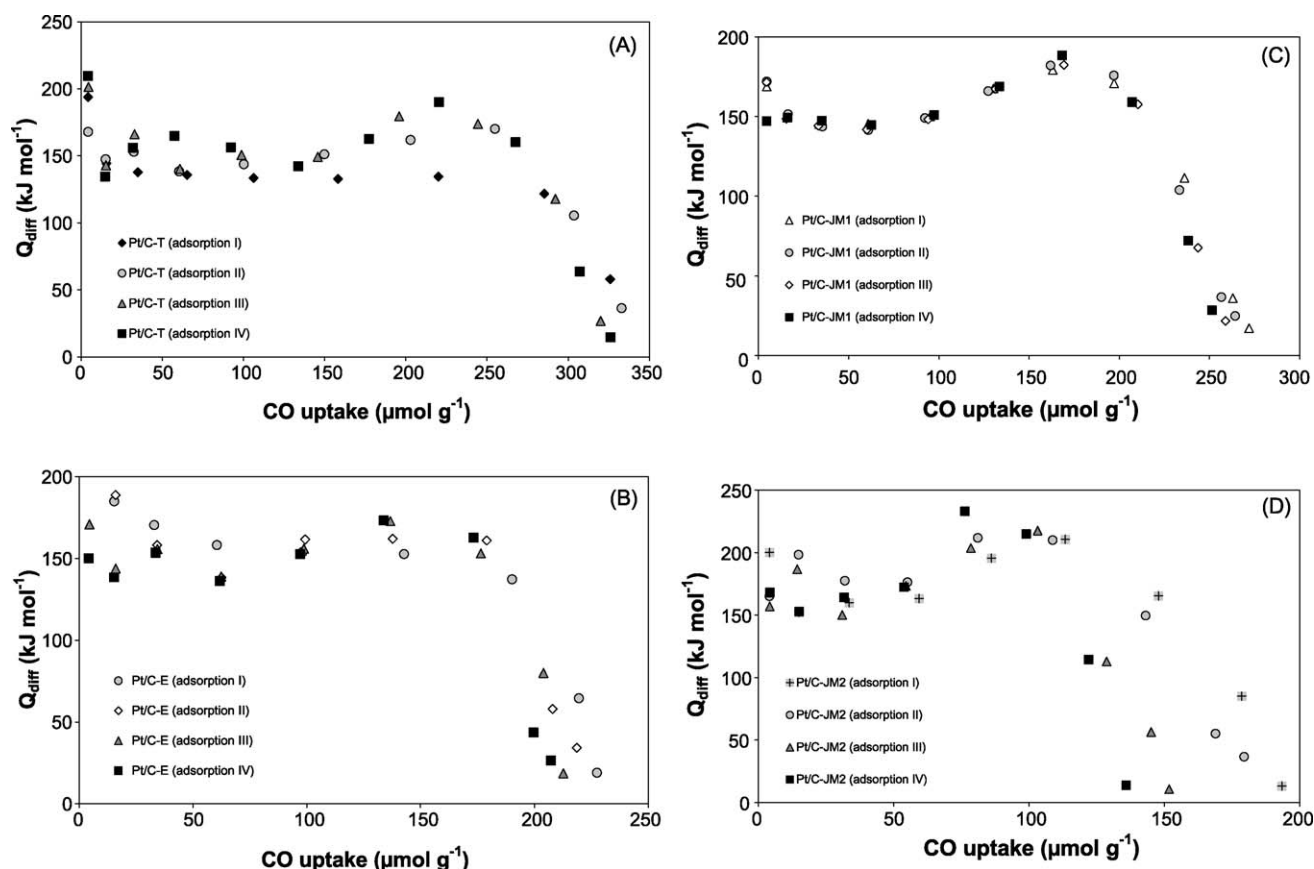 (A)
250
200
150
100
50
0
Q_diff (kJ mol⁻¹)
Pt/C-T (adsorption I)
Pt/C-T (adsorption II)
Pt/C-T (adsorption III)
Pt/C-T (adsorption IV)
0 50 100 150 200 250 300 350
CO uptake (µmol g⁻¹)
(C)
200
150
100
50
0
Q_diff (kJ mol⁻¹)
Pt/C-JM1 (adsorption I)
Pt/C-JM1 (adsorption II)
Pt/C-JM1 (adsorption III)
Pt/C-JM1 (adsorption IV)
0 50 100 150 200 250 300
CO uptake (µmol g⁻¹)
(B)
200
150
100
50
0
Q_diff (kJ mol⁻¹)
Pt/C-E (adsorption I)
Pt/C-E (adsorption II)
Pt/C-E (adsorption III)
Pt/C-E (adsorption IV)
0 50 100 150 200 250
CO uptake (µmol g⁻¹)
(D)
250
200
150
100
50
0
Q_diff (kJ mol⁻¹)
Pt/C-JM2 (adsorption I)
Pt/C-JM2 (adsorption II)
Pt/C-JM2 (adsorption III)
Pt/C-JM2 (adsorption IV)
0 50 100 150 200
CO uptake (µmol g⁻¹)